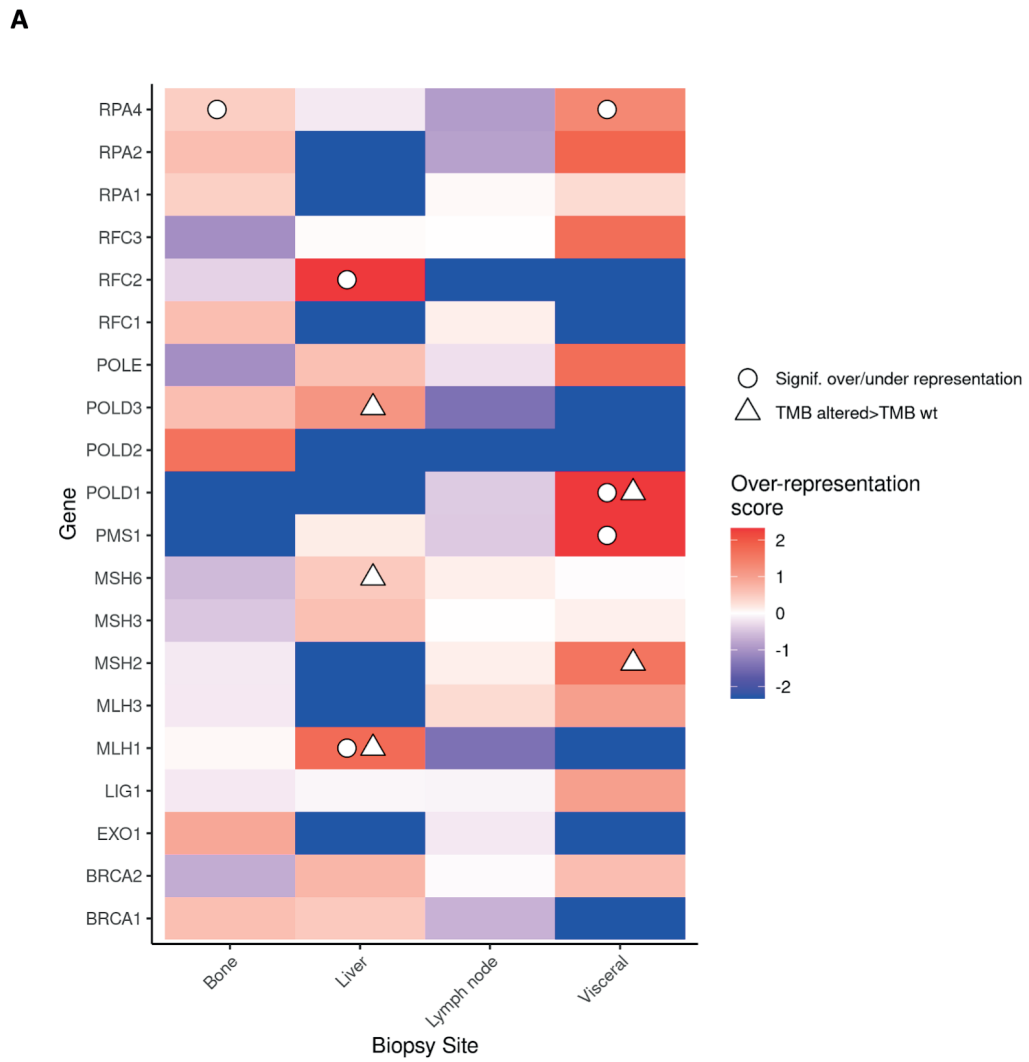 A
RPA4
RPA2
RPA1
RFC3
RFC2
RFC1
POLE
POLD3
POLD2
POLD1
PMS1
MSH6
MSH3
MSH2
MLH3
MLH1
LIG1
EXO1
BRCA2
BRCA1
Gene
Bone
Liver
Lymph node
Visceral
Biopsy Site
Signif. over/under representation
TMB altered>TMB wt
Over-representation
score
2
1
0
-1
-2